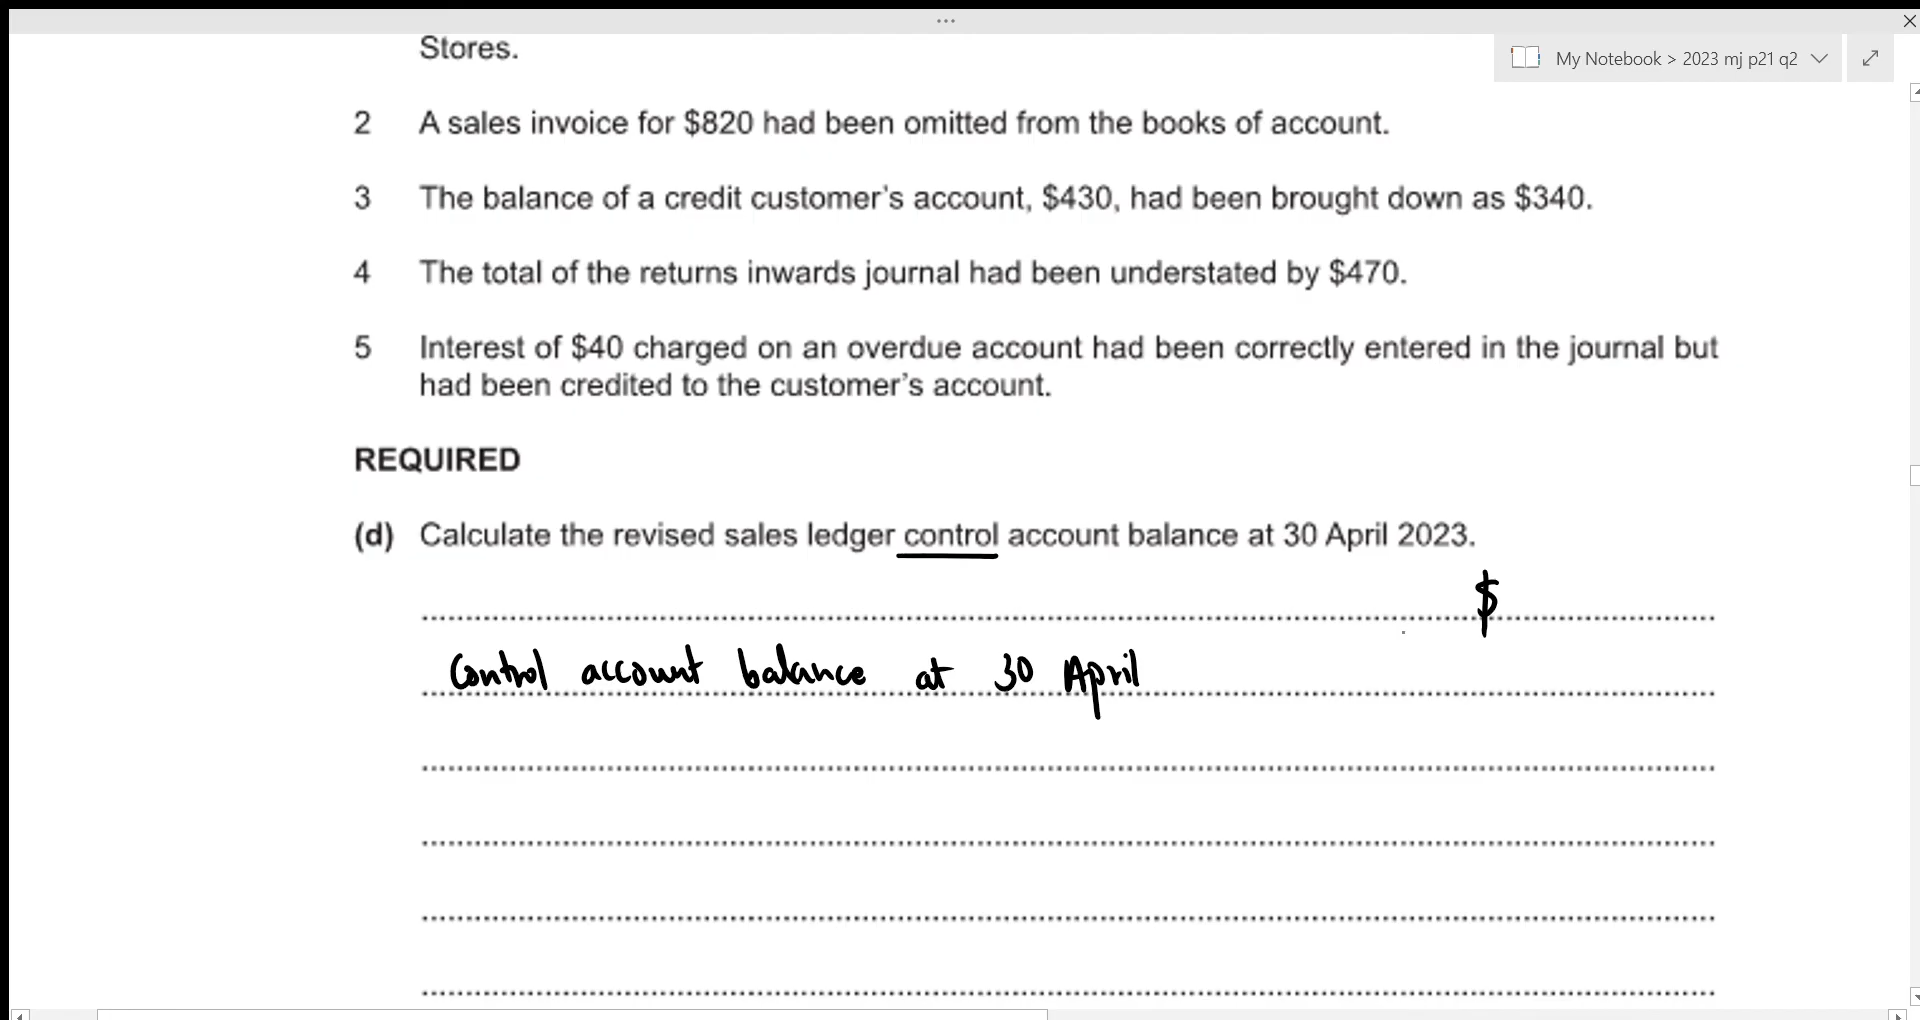 Stores.
My Notebook > 2023 mj p21 q2
2 A sales invoice for $820 had been omitted from the books of account.
3 The balance of a credit customer's account, $430, had been brought down as $340.
4 The total of the returns inwards journal had been understated by $470.
5 Interest of $40 charged on an overdue account had been correctly entered in the journal but
had been credited to the customer's account.
REQUIRED
(d) Calculate the revised sales ledger control account balance at 30 April 2023.
$
Control account balance at 30 April